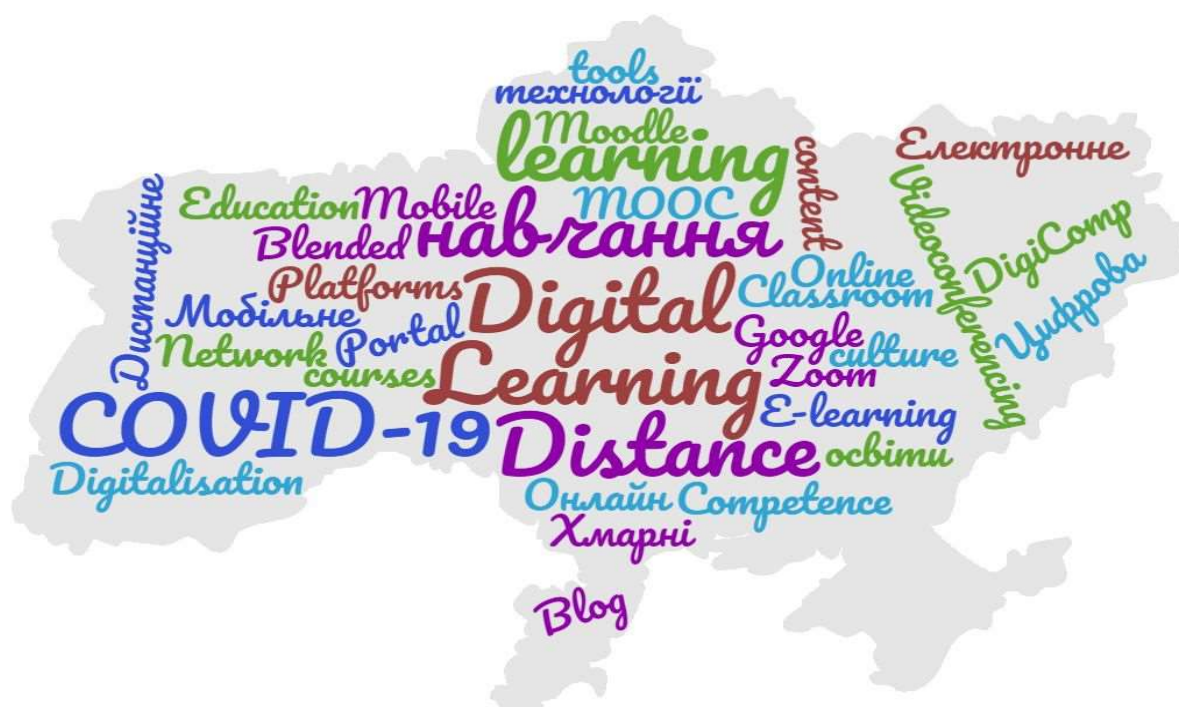 tools
технології
Moodle
learning
content
Електронне
Дистанційне
Education
Mobile
MOOC
Videoconferencing
DigiComp
Blended
навчання
Цифрова
Platforms
Digital
Online
Classroom
Мобільне
Portal
Google
culture
Network
courses
Learning
Zoom
COVID-19
E-learning
Distance
освіти
Digitalisation
Онлайн
Competence
Хмарні
Blog